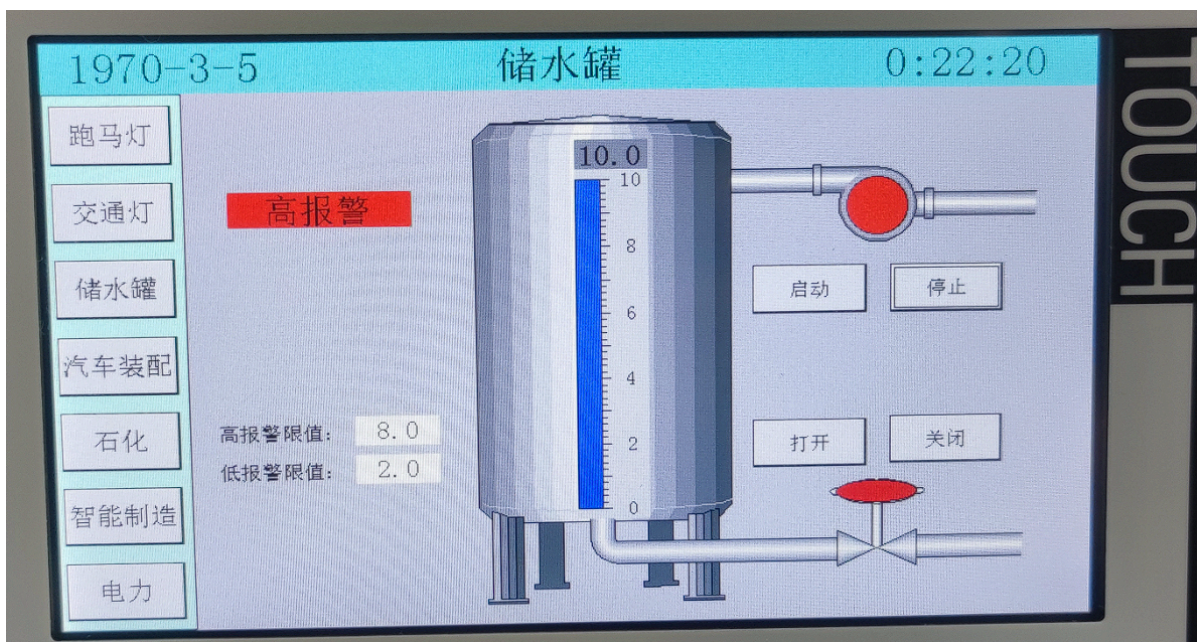 1970-3-5 储水罐 0:22:20
跑马灯
交通灯
储水罐
汽车装配
石化
智能制造
电力
高报警
高报警限值: 8.0
低报警限值: 2.0
10.0
10
8
6
4
2
0
启动 停止
打开 关闭
TOUCH